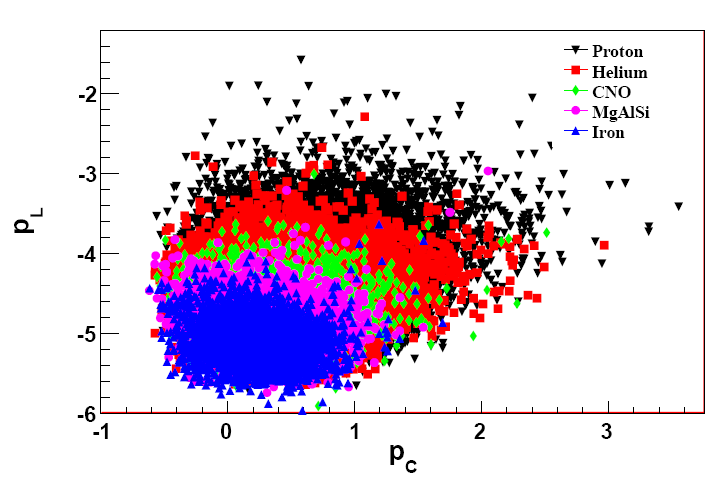 Proton
Helium
CNO
MgAlSi
Iron
-2
-3
-4
-5
-6
p_L
-1 0 1 2 3
p_C